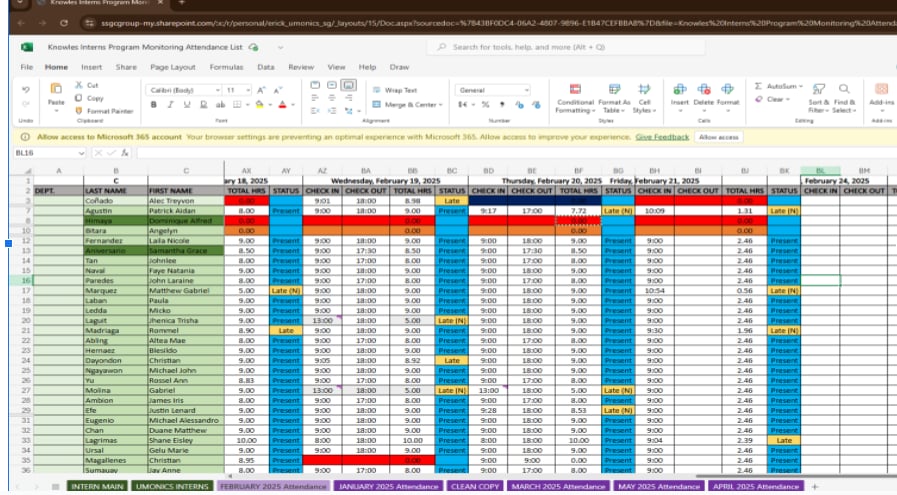 Knowles Interns Program Mon
ssgcgroup-my.sharepoint.com/:x:/r/personal/erick_umonics_sg/_layouts/15/Doc.aspx?sourcedoc=%7B43BF0DC4-06A2-4807-9B96-E1B47CEFBBAB%7D&file=Knowles%20Interns%20Program%20Monitoring%20Attend
Knowles Interns Program Monitoring Attendance List
Search for tools, help, and more (Alt + Q)
File Home Insert Share Page Layout Formulas Data Review View Help Draw
Paste Cut Copy Format Painter Calibri (Body) 11 Wrap Text Merge & Center General Conditional Formatting Format As Table Cell Styles Insert Delete Format AutoSum Clear Sort & Filter Find & Select Add-ins
Undo Clipboard Font Alignment Number Styles Cells Editing Add-ins
Allow access to Microsoft 365 account Your browser settings are preventing an optimal experience with Microsoft 365. Allow access to improve your experience. Give Feedback Allow access
BL16
A B C AX AY AZ BA BB BC BD BE BF BG BH BI BJ BK BL BM
1 C ary 18, 2025 Wednesday, February 19, 2025 Thursday, February 20, 2025 Friday, February 21, 2025 February 24, 2025
2 DEPT. LAST NAME FIRST NAME TOTAL HRS STATUS CHECK IN CHECK OUT TOTAL HRS STATUS CHECK IN CHECK OUT TOTAL HRS STATUS CHECK IN CHECK OUT TOTAL HRS STATUS CHECK IN CHECK OUT
3 Coñado Alec Treyvon 0.00 9:01 18:00 8.98 Late
7 Agustin Patrick Aidan 8.00 Present 9:00 18:00 9.00 Present 9:17 17:00 7.72 Late (N) 10:09 1.31 Late (N)
8 Himaya Dominique Alfred 0.00 0.00 0.00
10 Bitara Angelyn 0.00 0.00 0.00 0.00
12 Fernandez Laila Nicole 9.00 Present 9:00 18:00 9.00 Present 9:00 18:00 9.00 Present 9:00 2.46 Present
13 Aniversario Samantha Grace 8.50 Present 9:00 17:30 8.50 Present 9:00 17:30 8.50 Present 9:00 2.46 Present
14 Tan Johnlee 8.00 Present 9:00 17:00 8.00 Present 9:00 17:00 8.00 Present 9:00 2.46 Present
15 Naval Faye Natania 9.00 Present 9:00 18:00 9.00 Present 9:00 18:00 9.00 Present 9:00 2.46 Present
16 Paredes John Laraine 8.00 Present 9:00 17:00 8.00 Present 9:00 17:00 8.00 Present 9:00 2.46 Present
17 Marquez Matthew Gabriel 5.00 Late (N) 9:00 18:00 9.00 Present 9:00 18:00 9.00 Present 10:54 0.56 Late (N)
18 Laban Paula 9.00 Present 9:00 18:00 9.00 Present 9:00 18:00 9.00 Present 9:00 2.46 Present
19 Ledda Micko 9.00 Present 9:00 18:00 9.00 Present 9:00 18:00 9.00 Present 9:00 2.46 Present
20 Laguit Jhenica Trisha 9.00 Present 13:00 18:00 5.00 Late (N) 9:00 18:00 9.00 Present 9:00 2.46 Present
21 Madriaga Rommel 8.90 Late 9:00 18:00 9.00 Present 9:00 18:00 9.00 Present 9:30 1.96 Late (N)
22 Abling Altea Mae 8.00 Present 9:00 17:00 8.00 Present 9:00 17:00 8.00 Present 9:00 2.46 Present
23 Hernaez Blesildo 9.00 Present 9:00 18:00 9.00 Present 9:00 18:00 9.00 Present 9:00 2.46 Present
24 Dayondon Christian 9.00 Present 9:05 18:00 8.92 Late 9:00 18:00 9.00 Present 9:00 2.46 Present
25 Ngayawon Michael John 9.00 Present 9:00 18:00 9.00 Present 9:00 18:00 9.00 Present 9:00 2.46 Present
26 Yu Rossel Ann 8.83 Present 9:00 17:00 8.00 Present 9:00 17:00 8.00 Present 9:00 2.46 Present
27 Molina Gabriel 9.00 Present 13:00 18:00 5.00 Late (N) 13:00 18:00 5.00 Late (N) 9:00 2.46 Present
28 Ambion James Iris 8.00 Present 9:00 17:00 8.00 Present 9:00 17:00 8.00 Present 9:00 2.46 Present
29 Efe Justin Lenard 9.00 Present 9:00 18:00 9.00 Present 9:28 18:00 8.53 Late (N) 9:00 2.46 Present
31 Eugenio Michael Alessandro 9.00 Present 9:00 18:00 9.00 Present 9:00 18:00 9.00 Present 9:00 2.46 Present
32 Chan Duane Matthew 9.00 Present 9:00 18:00 9.00 Present 9:00 18:00 9.00 Present 9:00 2.46 Present
33 Lagrimas Shane Eisley 10.00 Present 8:00 18:00 10.00 Present 8:00 18:00 10.00 Present 9:04 2.39 Late
34 Ursal Gelu Marie 9.00 Present 9:00 18:00 9.00 Present 9:00 18:00 9.00 Present 9:00 2.46 Present
35 Magallenes Christian 8.95 Present 0.00 9:00 9:00 0.00 Present 9:00 2.46 Present
36 Sumauay Jay Anne 8.00 Present 9:00 17:00 8.00 Present 9:00 17:00 8.00 Present 9:00 2.46 Present
INTERN MAIN UMONICS INTERNS FEBRUARY 2025 Attendance JANUARY 2025 Attendance CLEAN COPY MARCH 2025 Attendance MAY 2025 Attendance APRIL 2025 Attendance